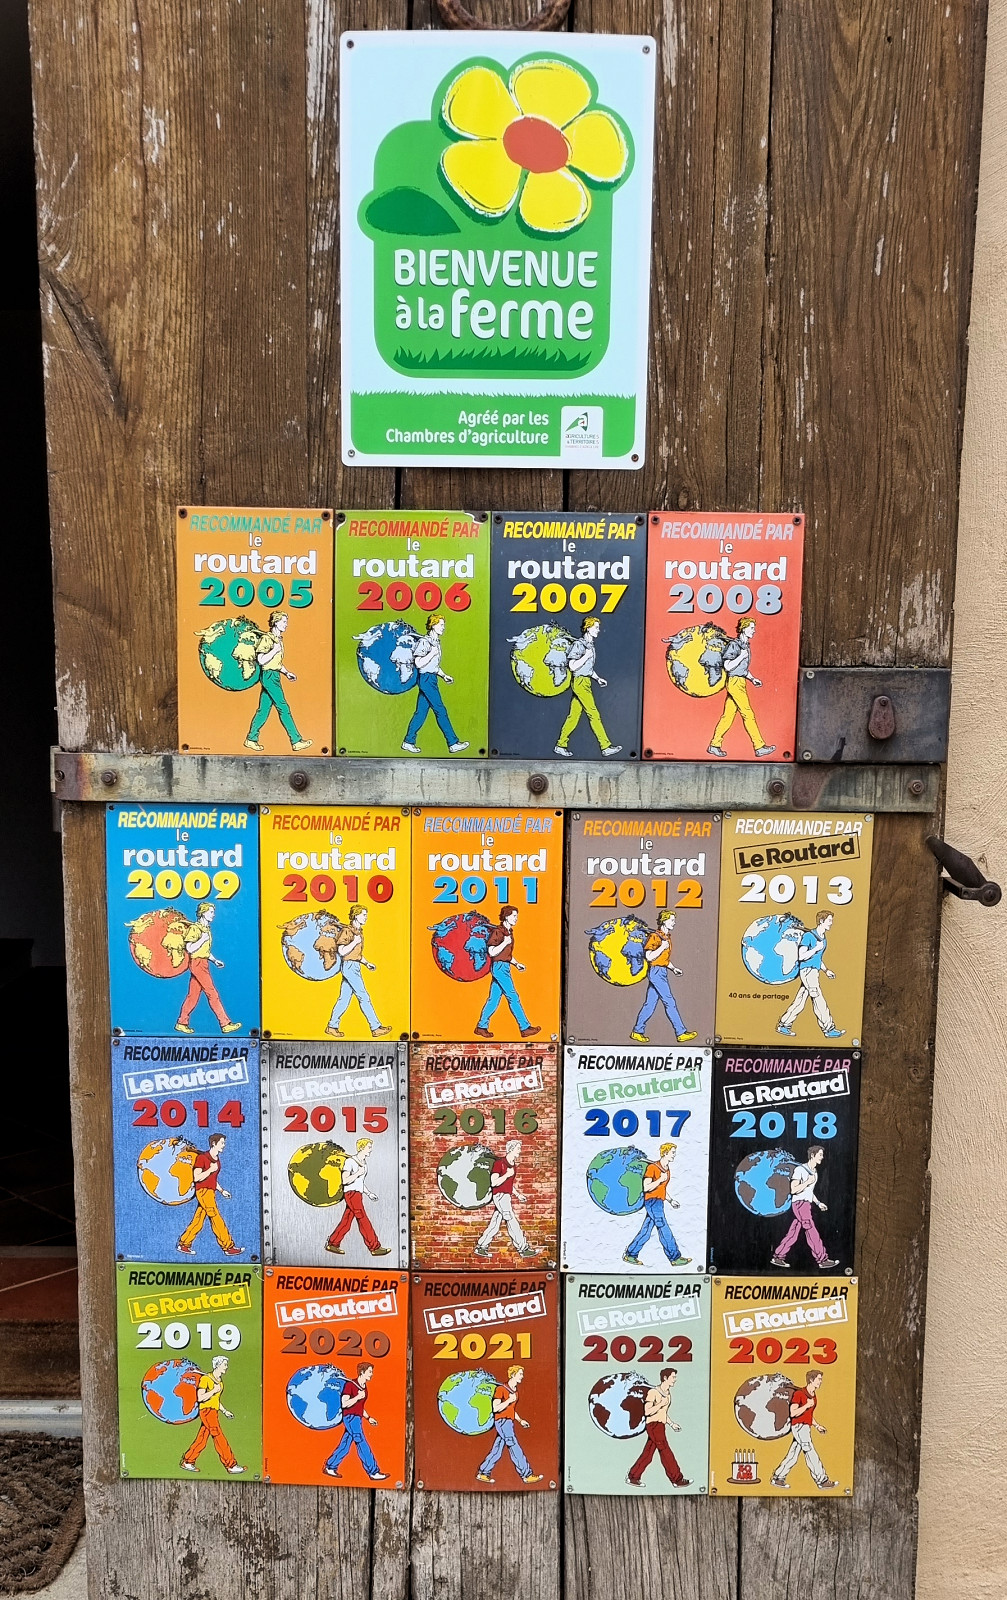 BIENVENUE
à la ferme
Agréé par les
Chambres d'agriculture
AGRICULTURES
& TERRITOIRES
RECOMMANDÉ PAR
le
routard
2005
RECOMMANDÉ PAR
le
routard
2006
RECOMMANDÉ PAR
le
routard
2007
RECOMMANDÉ PAR
le
routard
2008
RECOMMANDÉ PAR
le
routard
2009
RECOMMANDÉ PAR
le
routard
2010
RECOMMANDÉ PAR
le
routard
2011
RECOMMANDÉ PAR
le
routard
2012
RECOMMANDÉ PAR
Le Routard
2013
40 ans de partage
RECOMMANDÉ PAR
Le Routard
2014
RECOMMANDÉ PAR
Le Routard
2015
RECOMMANDÉ PAR
Le Routard
2016
RECOMMANDÉ PAR
Le Routard
2017
RECOMMANDÉ PAR
Le Routard
2018
RECOMMANDÉ PAR
Le Routard
2019
RECOMMANDÉ PAR
Le Routard
2020
RECOMMANDÉ PAR
Le Routard
2021
RECOMMANDÉ PAR
Le Routard
2022
RECOMMANDÉ PAR
Le Routard
2023
50
ANS